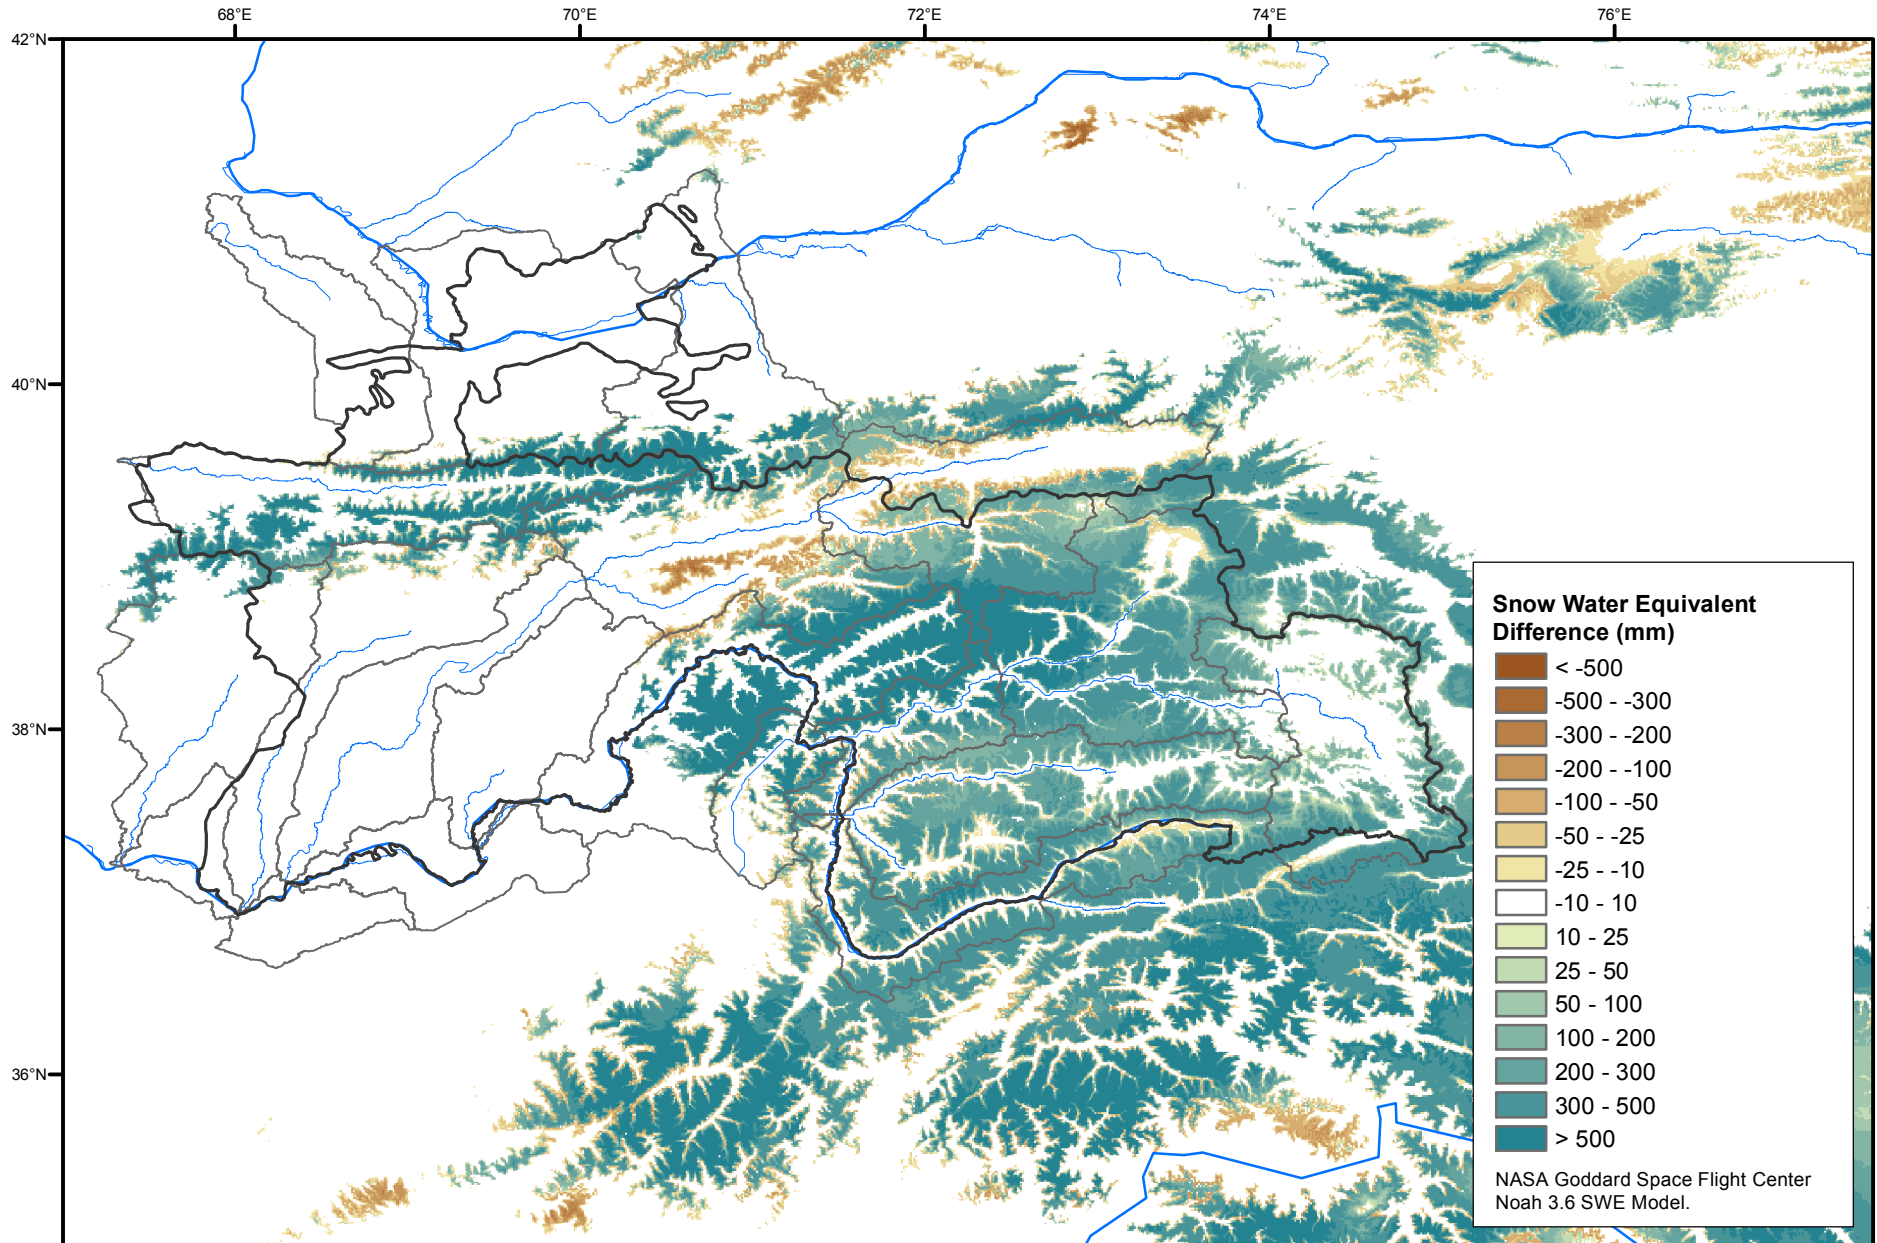 68°E
70°E
72°E
74°E
76°E
42°N
40°N
38°N
36°N
Snow Water Equivalent
Difference (mm)
< -500
-500 - -300
-300 - -200
-200 - -100
-100 - -50
-50 - -25
-25 - -10
-10 - 10
10 - 25
25 - 50
50 - 100
100 - 200
200 - 300
300 - 500
> 500
NASA Goddard Space Flight Center
Noah 3.6 SWE Model.